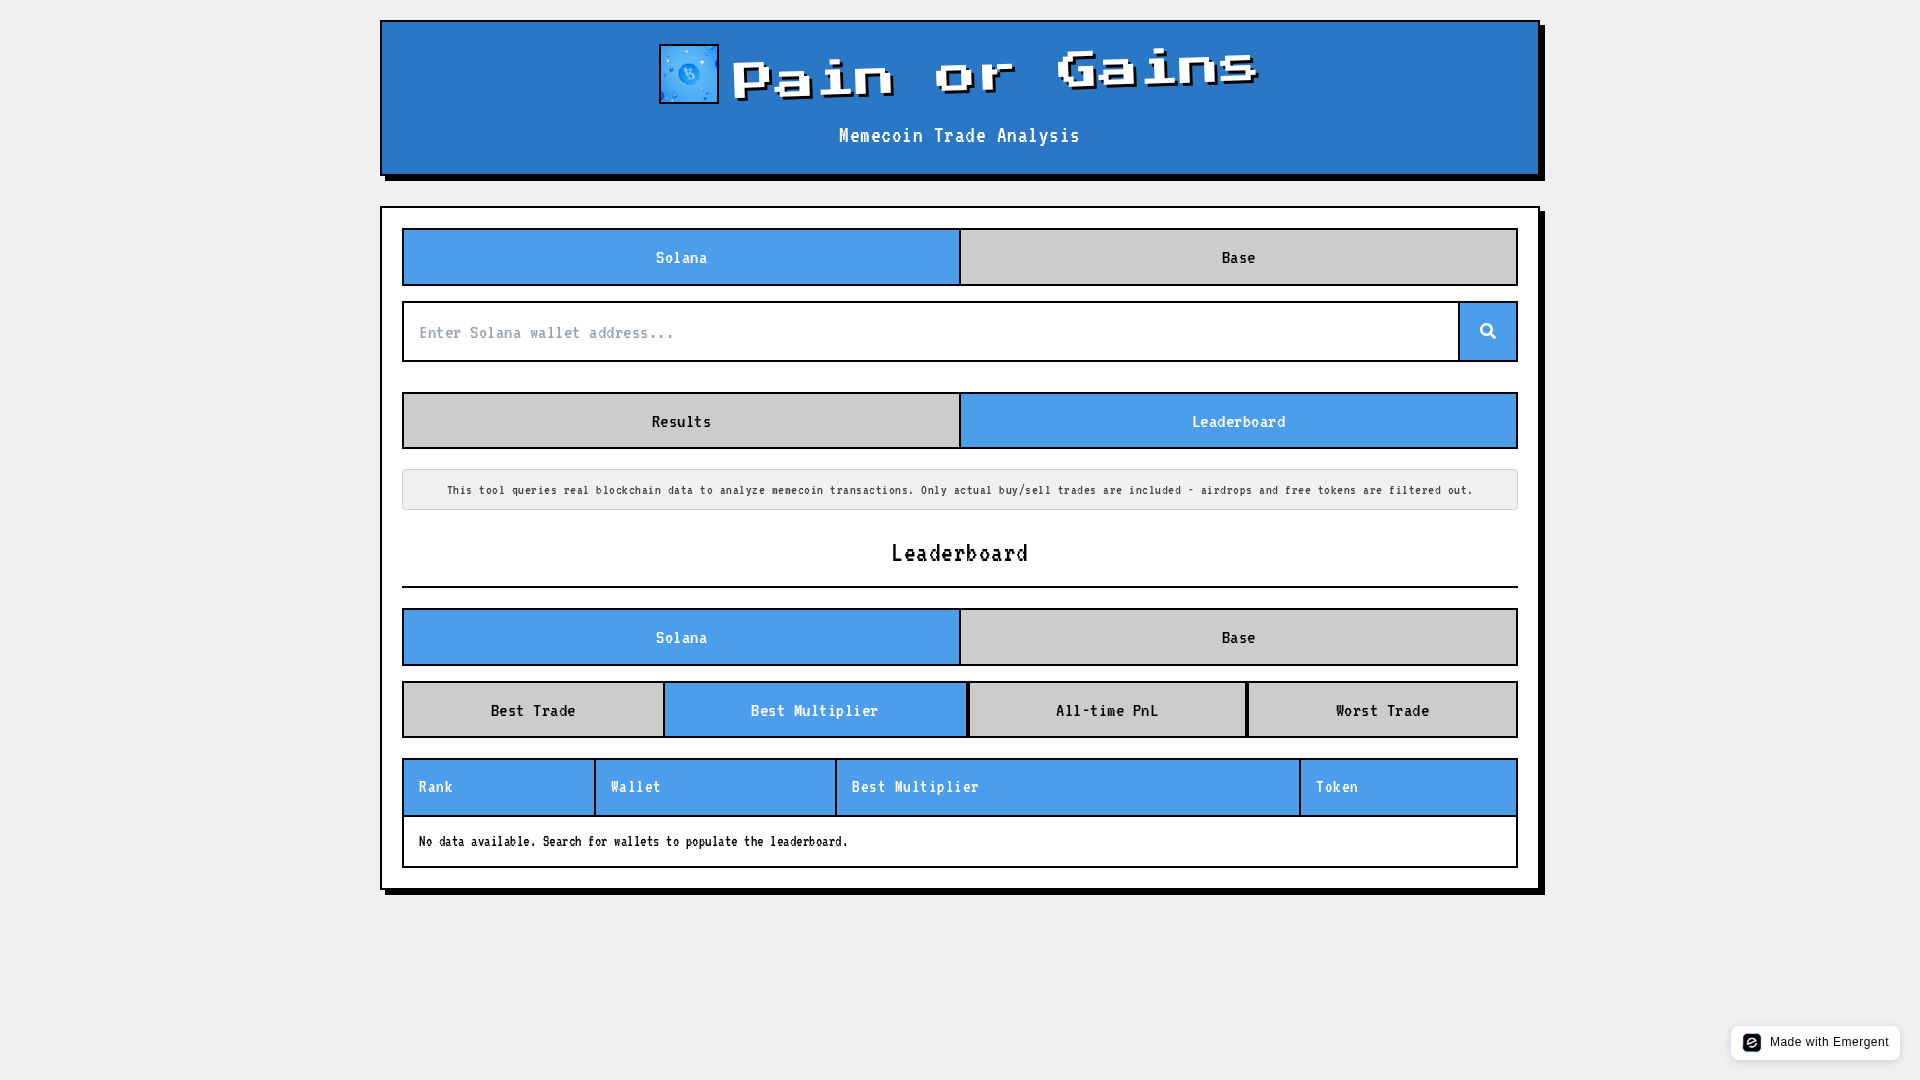 Pain or Gains
Memecoin Trade Analysis
Solana
Base
Enter Solana wallet address...
Results
Leaderboard
This tool queries real blockchain data to analyze memecoin transactions. Only actual buy/sell trades are included - airdrops and free tokens are filtered out.
Leaderboard
Solana
Base
Best Trade
Best Multiplier
All-time PnL
Worst Trade
Rank
Wallet
Best Multiplier
Token
No data available. Search for wallets to populate the leaderboard.
Made with Emergent